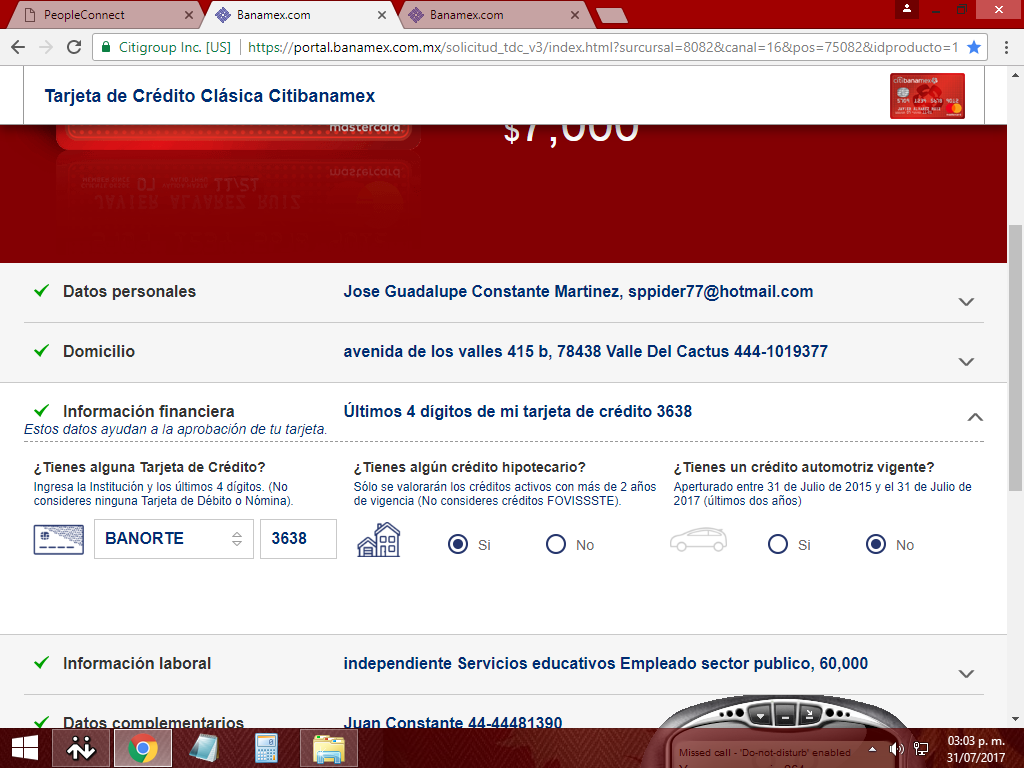 PeopleConnect
Banamex.com
Banamex.com
Citigroup Inc. [US]
https://portal.banamex.com.mx/solicitud_tdc_v3/index.html?sursursal=8082&canal=16&pos=75082&idproducto=1
Tarjeta de Crédito Clásica Citibanamex
citibanamex
mastercard
$7,000
JAVIER ALVAREZ RUIZ
Datos personales
Jose Guadalupe Constante Martinez, sppider77@hotmail.com
Domicilio
avenida de los valles 415 b, 78438 Valle Del Cactus 444-1019377
Información financiera
Últimos 4 dígitos de mi tarjeta de crédito 3638
Estos datos ayudan a la aprobación de tu tarjeta.
¿Tienes alguna Tarjeta de Crédito?
Ingresa la Institución y los últimos 4 dígitos. (No
consideres ninguna Tarjeta de Débito o Nómina).
BANORTE
3638
¿Tienes algún crédito hipotecario?
Sólo se valorarán los créditos activos con más de 2 años
de vigencia (No consideres créditos FOVISSSTE).
Si
No
¿Tienes un crédito automotriz vigente?
Aperturado entre 31 de Julio de 2015 y el 31 de Julio de
2017 (últimos dos años)
Si
No
Información laboral
independiente Servicios educativos Empleado sector publico, 60,000
Datos complementarios
Juan Constante 44-44481390
Missed call - 'Do-not-disturb' enabled
03:03 p. m.
31/07/2017